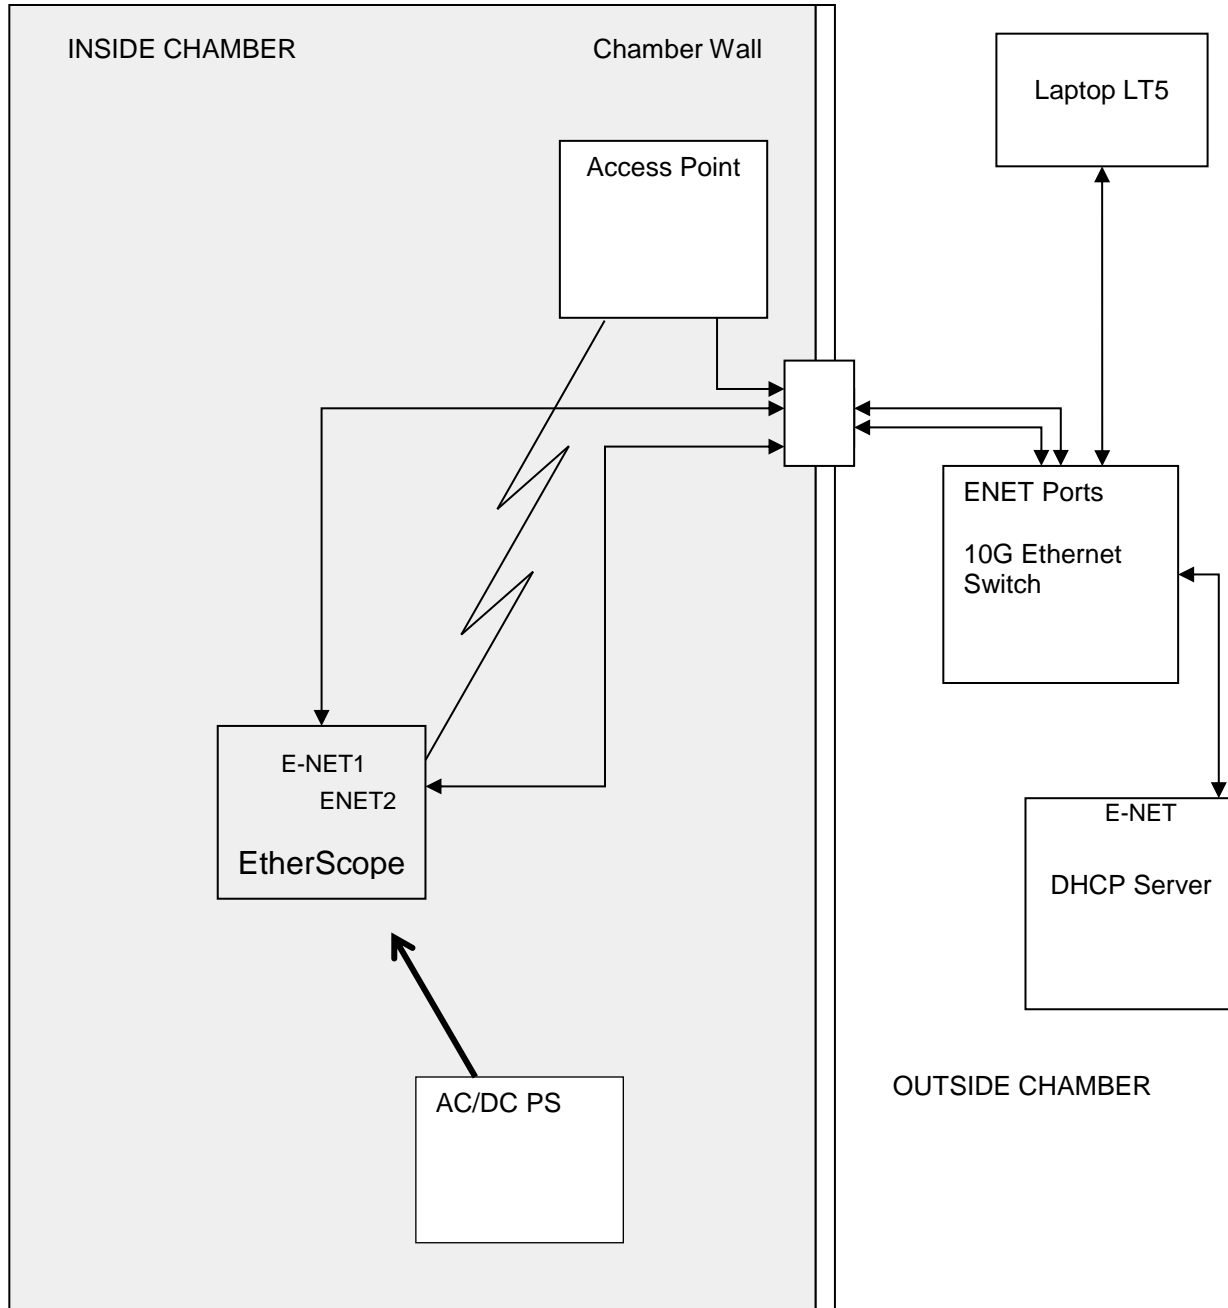 INSIDE CHAMBER
Chamber Wall
Laptop LT5
Access Point
ENET Ports
10G Ethernet
Switch
E-NET1
ENET2
EtherScope
E-NET
DHCP Server
AC/DC PS
OUTSIDE CHAMBER